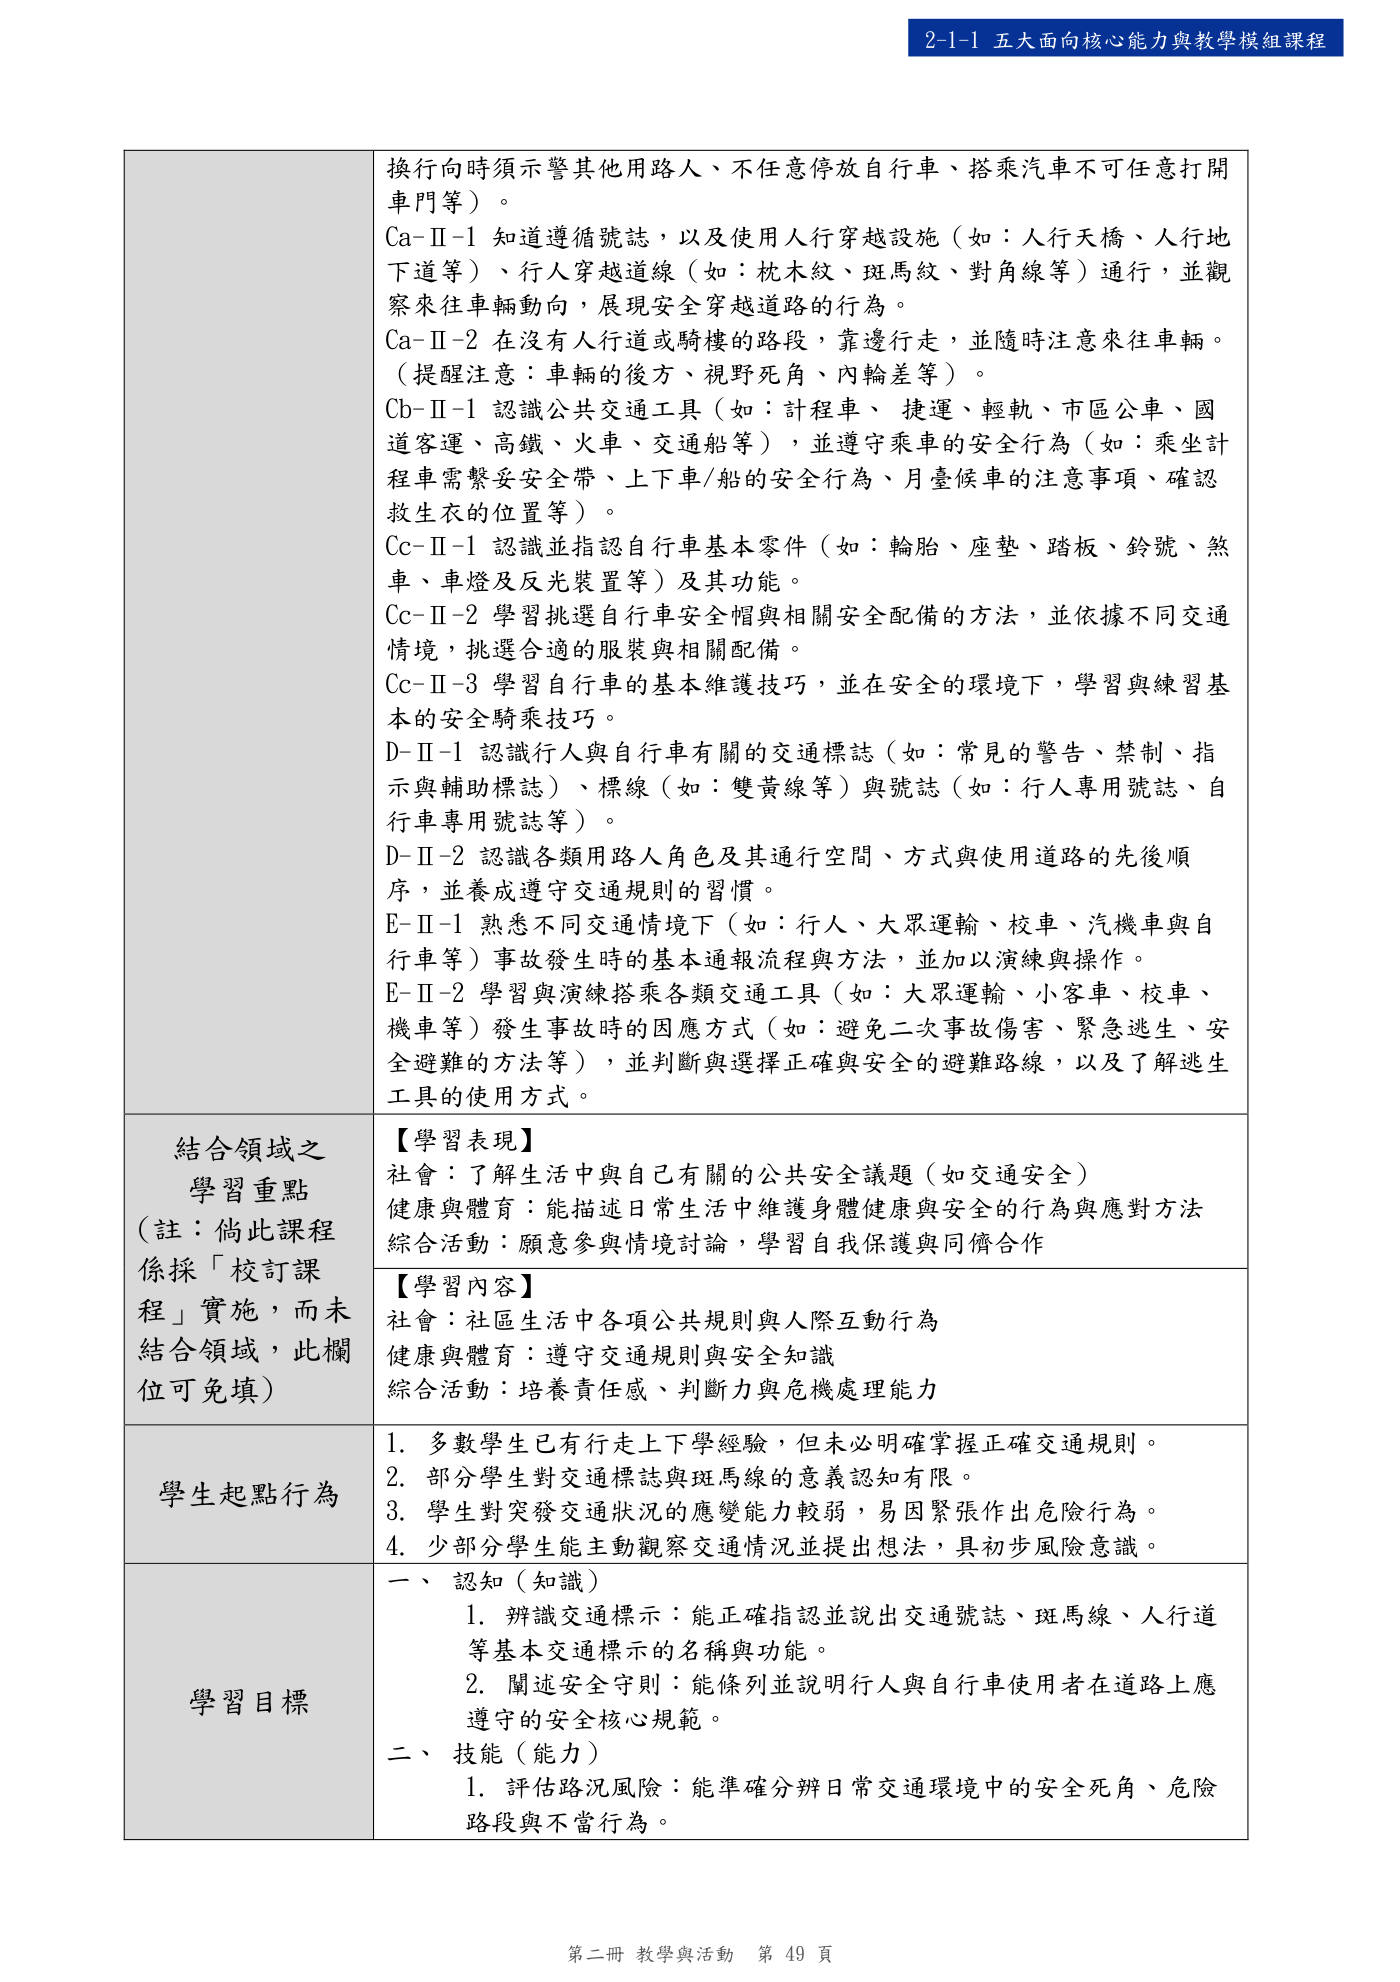 2-1-1 五大面向核心能力與教學模組課程
換行向時須示警其他用路人、不任意停放自行車、搭乘汽車不可任意打開
車門等）。
Ca-Ⅱ-1 知道遵循號誌，以及使用人行穿越設施（如：人行天橋、人行地
下道等）、行人穿越道線（如：枕木紋、斑馬紋、對角線等）通行，並觀
察來往車輛動向，展現安全穿越道路的行為。
Ca-Ⅱ-2 在沒有人行道或騎樓的路段，靠邊行走，並隨時注意來往車輛。
（提醒注意：車輛的後方、視野死角、內輪差等）。
Cb-Ⅱ-1 認識公共交通工具（如：計程車、 捷運、輕軌、市區公車、國
道客運、高鐵、火車、交通船等），並遵守乘車的安全行為（如：乘坐計
程車需繫妥安全帶、上下車/船的安全行為、月臺候車的注意事項、確認
救生衣的位置等）。
Cc-Ⅱ-1 認識並指認自行車基本零件（如：輪胎、座墊、踏板、鈴號、煞
車、車燈及反光裝置等）及其功能。
Cc-Ⅱ-2 學習挑選自行車安全帽與相關安全配備的方法，並依據不同交通
情境，挑選合適的服裝與相關配備。
Cc-Ⅱ-3 學習自行車的基本維護技巧，並在安全的環境下，學習與練習基
本的安全騎乘技巧。
D-Ⅱ-1 認識行人與自行車有關的交通標誌（如：常見的警告、禁制、指
示與輔助標誌）、標線（如：雙黃線等）與號誌（如：行人專用號誌、自
行車專用號誌等）。
D-Ⅱ-2 認識各類用路人角色及其通行空間、方式與使用道路的先後順
序，並養成遵守交通規則的習慣。
E-Ⅱ-1 熟悉不同交通情境下（如：行人、大眾運輸、校車、汽機車與自
行車等）事故發生時的基本通報流程與方法，並加以演練與操作。
E-Ⅱ-2 學習與演練搭乘各類交通工具（如：大眾運輸、小客車、校車、
機車等）發生事故時的因應方式（如：避免二次事故傷害、緊急逃生、安
全避難的方法等），並判斷與選擇正確與安全的避難路線，以及了解逃生
工具的使用方式。
結合領域之
學習重點
（註：倘此課程
係採「校訂課
程」實施，而未
結合領域，此欄
位可免填）
【學習表現】
社會：了解生活中與自己有關的公共安全議題（如交通安全）
健康與體育：能描述日常生活中維護身體健康與安全的行為與應對方法
綜合活動：願意參與情境討論，學習自我保護與同儕合作
【學習內容】
社會：社區生活中各項公共規則與人際互動行為
健康與體育：遵守交通規則與安全知識
綜合活動：培養責任感、判斷力與危機處理能力
學生起點行為
1. 多數學生已有行走上下學經驗，但未必明確掌握正確交通規則。
2. 部分學生對交通標誌與斑馬線的意義認知有限。
3. 學生對突發交通狀況的應變能力較弱，易因緊張作出危險行為。
4. 少部分學生能主動觀察交通情況並提出想法，具初步風險意識。
學習目標
一、 認知（知識）
1. 辨識交通標示：能正確指認並說出交通號誌、斑馬線、人行道
等基本交通標示的名稱與功能。
2. 闡述安全守則：能條列並說明行人與自行車使用者在道路上應
遵守的安全核心規範。
二、 技能（能力）
1. 評估路況風險：能準確分辨日常交通環境中的安全死角、危險
路段與不當行為。
第二冊 教學與活動 第 49 頁